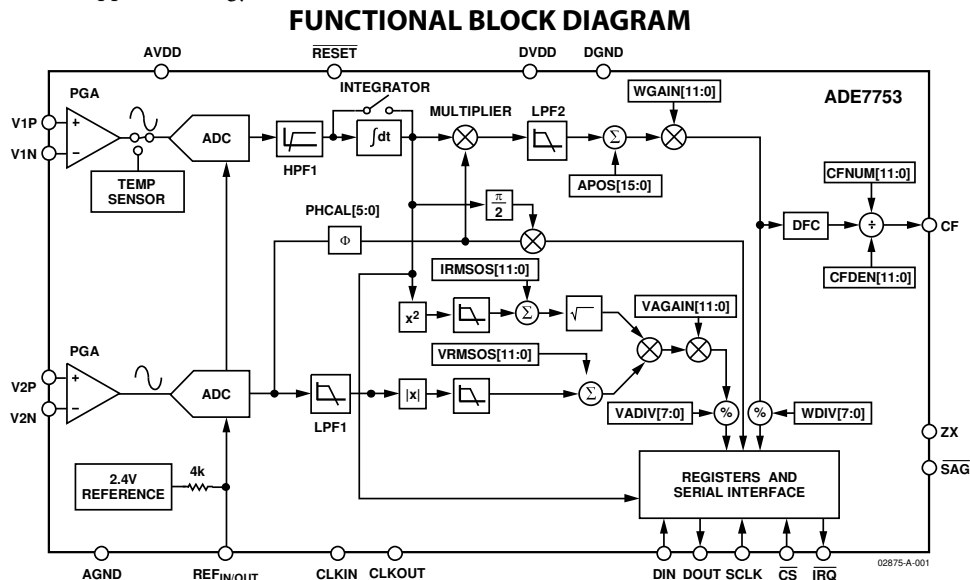 FUNCTIONAL BLOCK DIAGRAM
AVDD
RESET
DVDD
DGND
INTEGRATOR
WGAIN[11:0]
PGA
MULTIPLIER
LPF2
ADE7753
V1P
+
ADC
∫dt
Σ
V1N
−
HPF1
CFNUM[11:0]
TEMP
SENSOR
APOS[15:0]
π
2
PHCAL[5:0]
DFC
÷
CF
Φ
IRMSOS[11:0]
CFDEN[11:0]
x2
Σ
√
VAGAIN[11:0]
PGA
VRMSOS[11:0]
V2P
+
ADC
|x|
Σ
V2N
−
LPF1
VADIV[7:0]
%
%
WDIV[7:0]
ZX
2.4V
REFERENCE
4k
REGISTERS AND
SERIAL INTERFACE
SAG
AGND
REFIN/OUT
CLKIN
CLKOUT
DIN
DOUT
SCLK
CS
IRQ
02875-A-001